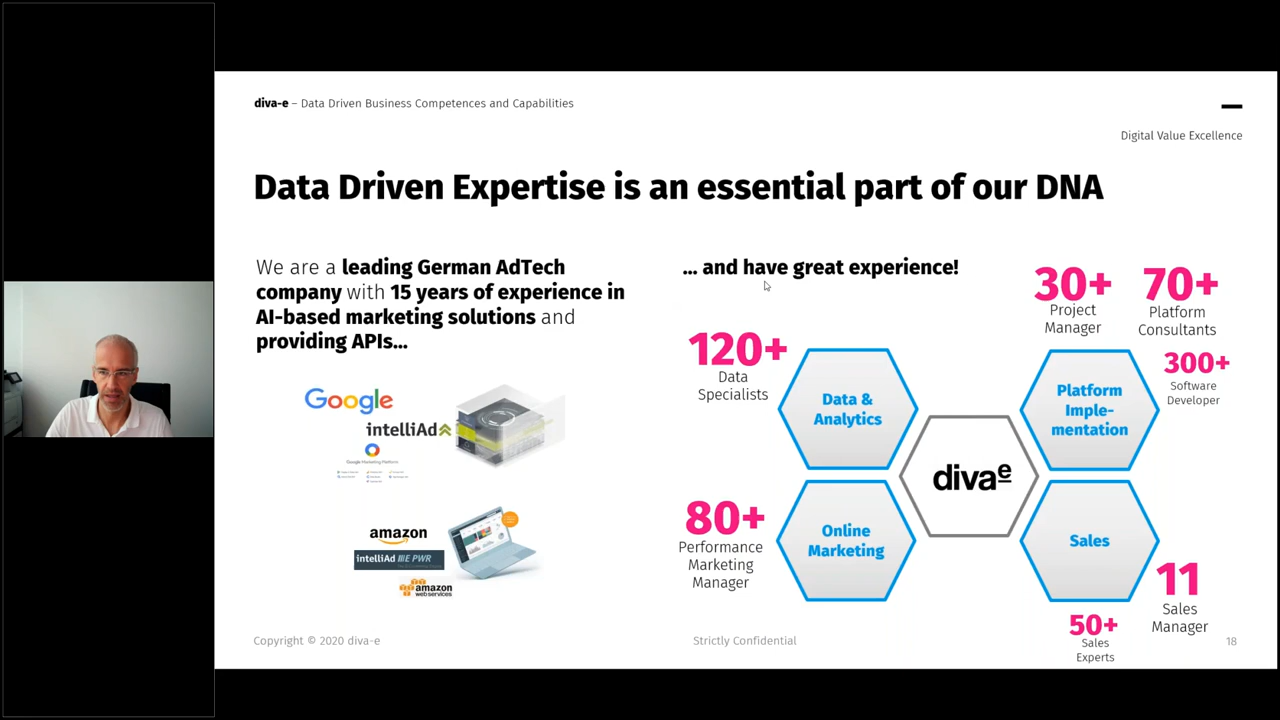 diva-e – Data Driven Business Competences and Capabilities
Digital Value Excellence
Data Driven Expertise is an essential part of our DNA
We are a leading German AdTech
company with 15 years of experience in
AI-based marketing solutions and
providing APIs...
Google
intelliAd
Google Marketing Platform
amazon
intelliAd E PWR
amazon
web services
... and have great experience!
120+
Data
Specialists
Data &
Analytics
30+
Project
Manager
70+
Platform
Consultants
300+
Software
Developer
Platform
Imple-
mentation
diva-e
80+
Performance
Marketing
Manager
Online
Marketing
Sales
11
Sales
Manager
50+
Sales
Experts
Copyright © 2020 diva-e
Strictly Confidential
18